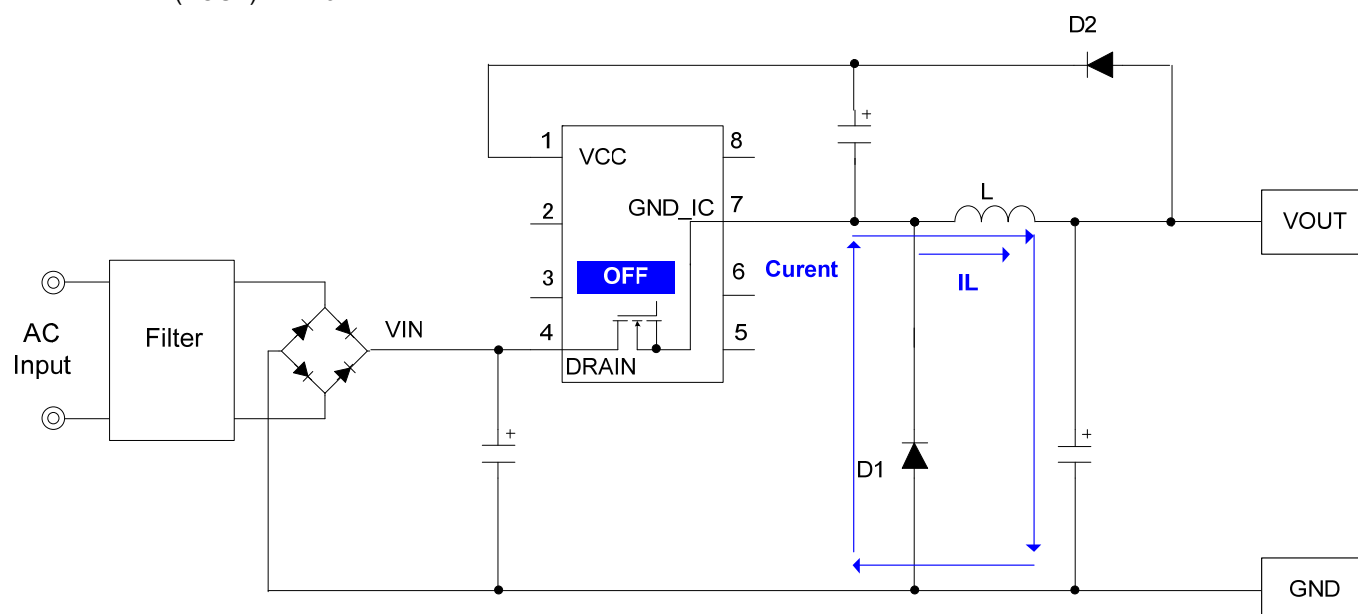 D2
1
VCC
8
2
GND_IC
7
L
VOUT
3
OFF
6
Curent
IL
AC
Input
Filter
VIN
4
5
DRAIN
D1
GND
+
+
+